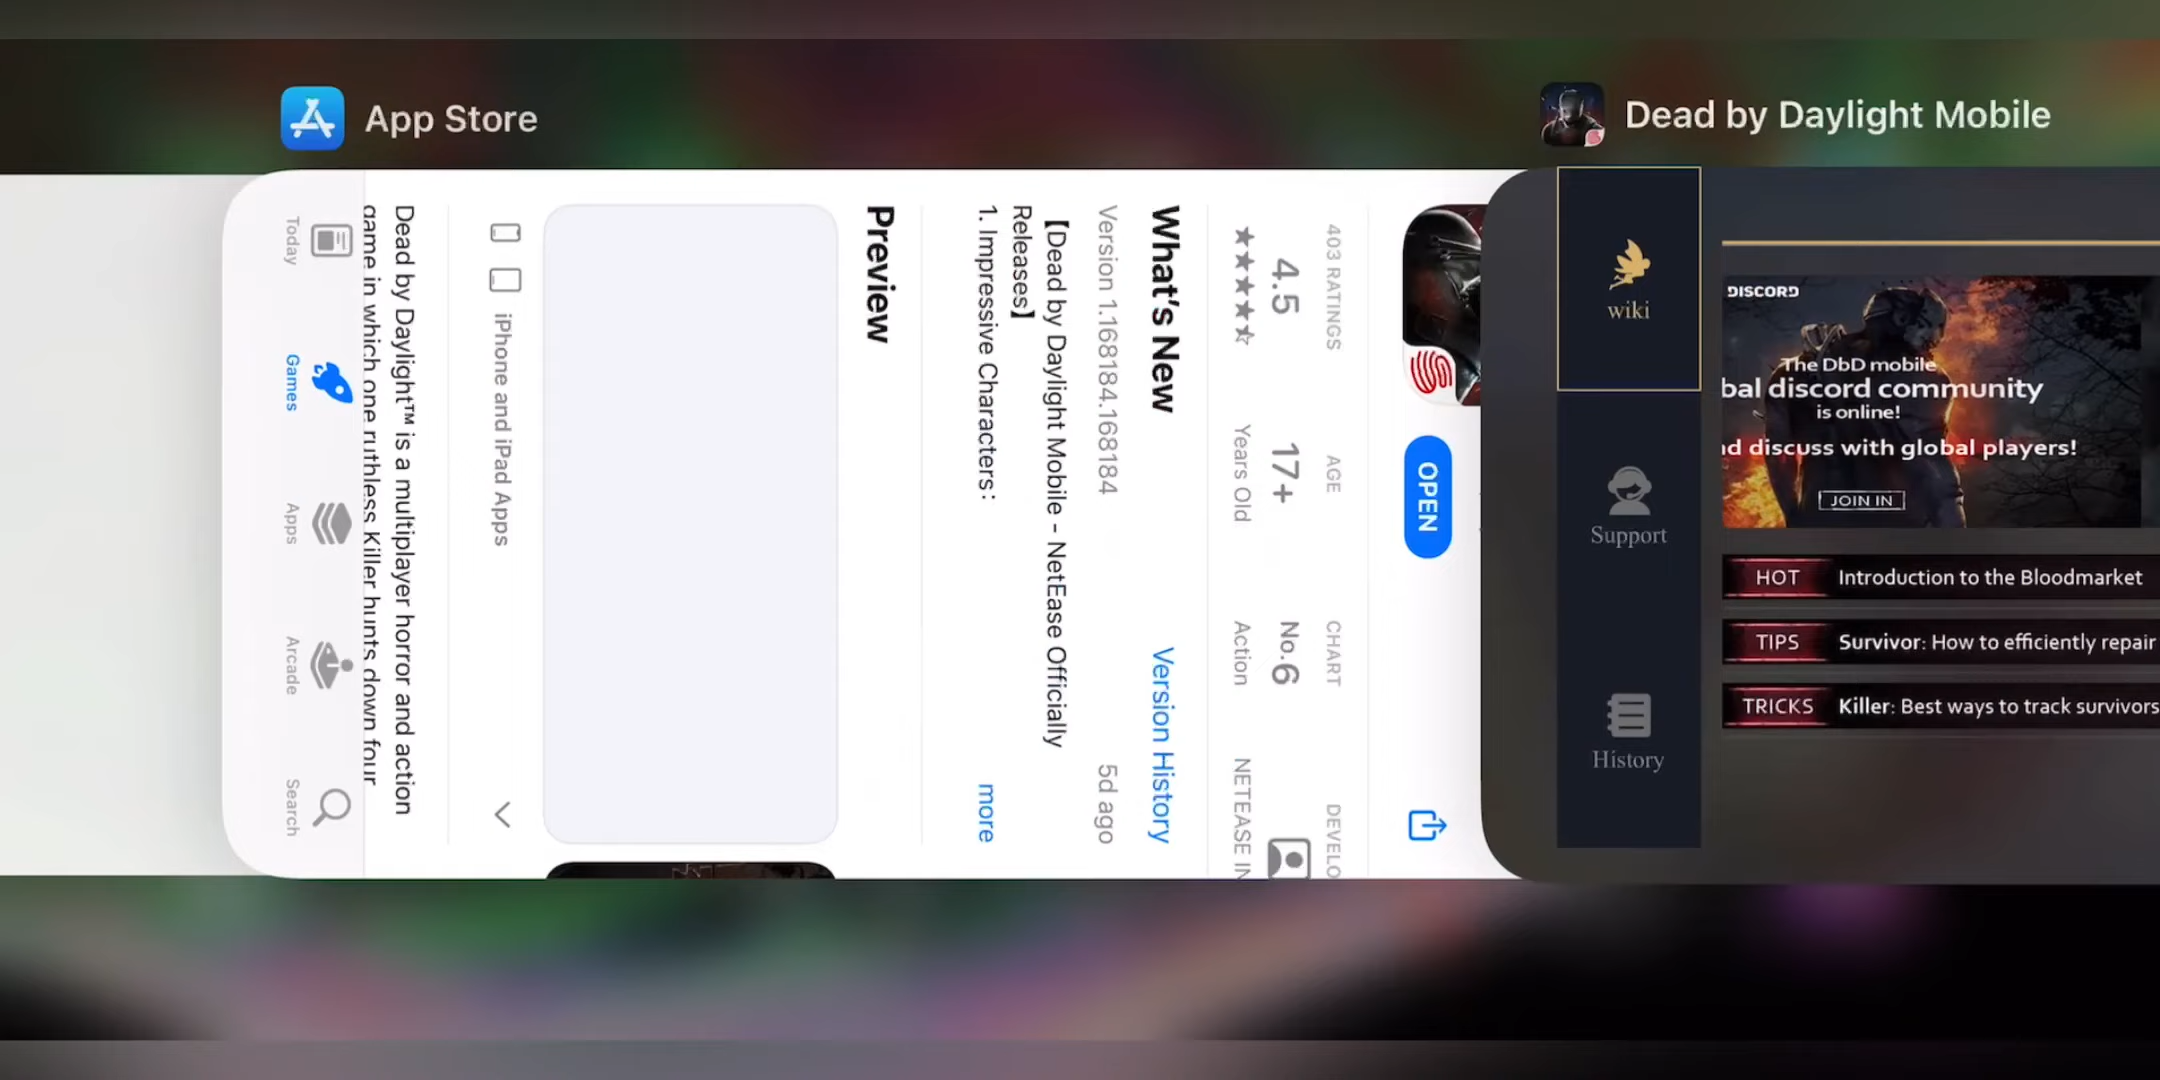 App Store
Dead by Daylight Mobile
403 RATINGS
4.5
★★★★☆
AGE
17+
Years Old
CHART
No.6
Action
DEVELO
NETEASE IN
OPEN
What's New
Version History
Version 1.168184.168184
5d ago
【Dead by Daylight Mobile - NetEase Officially
Releases】
1. Impressive Characters:
more
Preview
iPhone and iPad Apps
Dead by Daylight™ is a multiplayer horror and action
game in which one ruthless Killer hunts down four
Today
Games
Apps
Arcade
Search
wiki
Support
History
DISCORD
The DbD mobile
bal discord community
is online!
nd discuss with global players!
JOIN IN
HOT Introduction to the Bloodmarket
TIPS Survivor: How to efficiently repair
TRICKS Killer: Best ways to track survivors